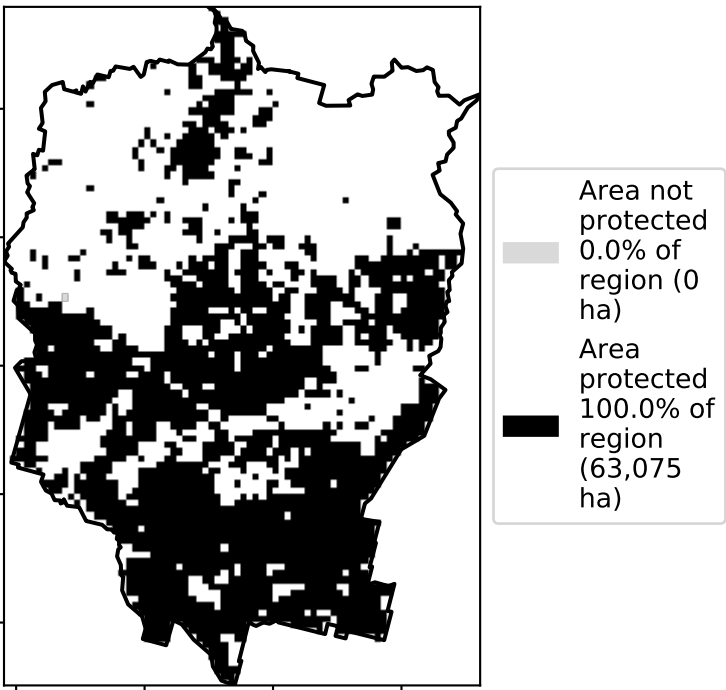 Area not
protected
0.0% of
region (0
ha)
Area
protected
100.0% of
region
(63,075
ha)